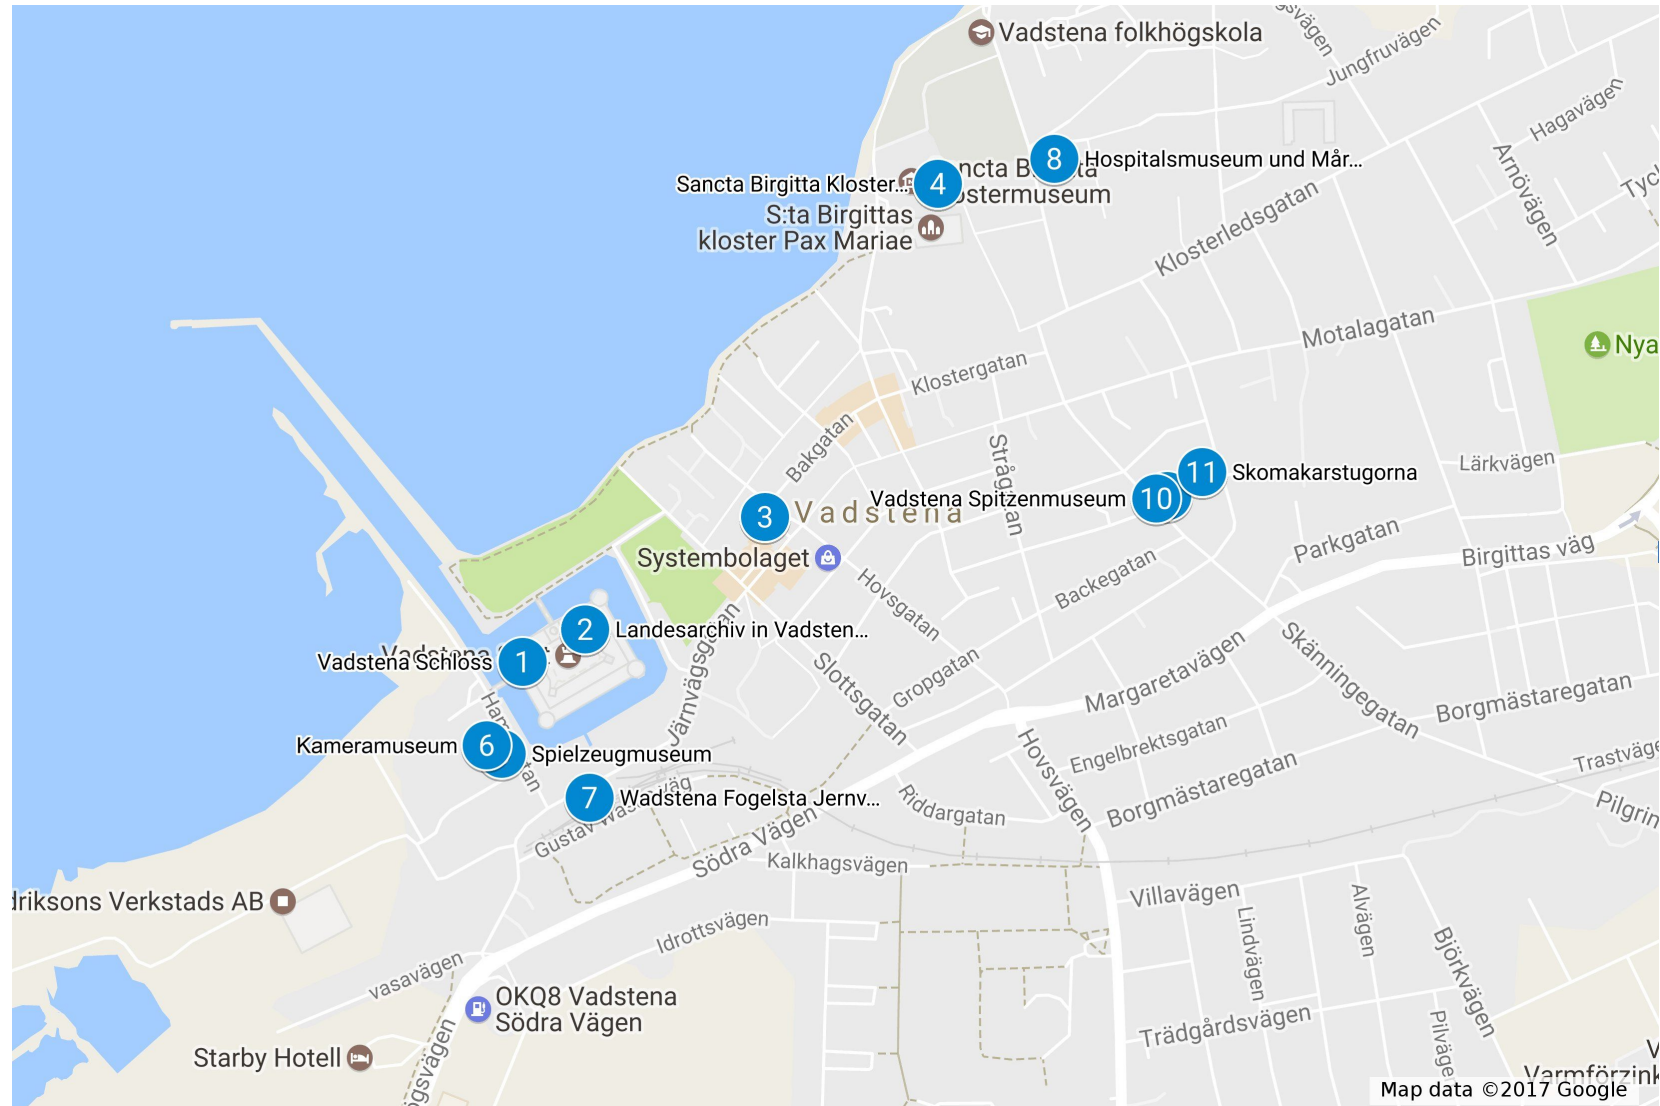 Vadstena folkhögskola
Jungfruvägen
Hagavägen
Arnövägen
8
Hospitalsmuseum und Mår...
Sancta Birgitta Kloster...
4
S:ta Birgittas
kloster Pax Mariae
Klosterledsgatan
Motalagatan
Nya
Klostergatan
Bakgatan
Lärkvägen
11
Skomakarstugorna
Vadstena Spitzenmuseum
10
3
Vadstena
Systembolaget
Parkgatan
Birgittas väg
Backegatan
Hovsgatan
2
Landesarchiv in Vadsten...
Vadstena Schloss
1
Slottsgatan
Gropgatan
Margaretavägen
Skänningegatan
Borgmästaregatan
Järnvägsgatan
Kameramuseum
6
Spielzeugmuseum
7
Wadstena Fogelsta Jernv...
Hovsvägen
Engelbrektsgatan
Borgmästaregatan
Riddargatan
Södra Vägen
Kalkhagsvägen
Villavägen
driksons Verkstads AB
Idrottsvägen
Lindvägen
Alvägen
Björkvägen
vasavägen
OKQ8 Vadstena
Södra Vägen
Starby Hotell
Trädgårdsvägen
Map data ©2017 Google